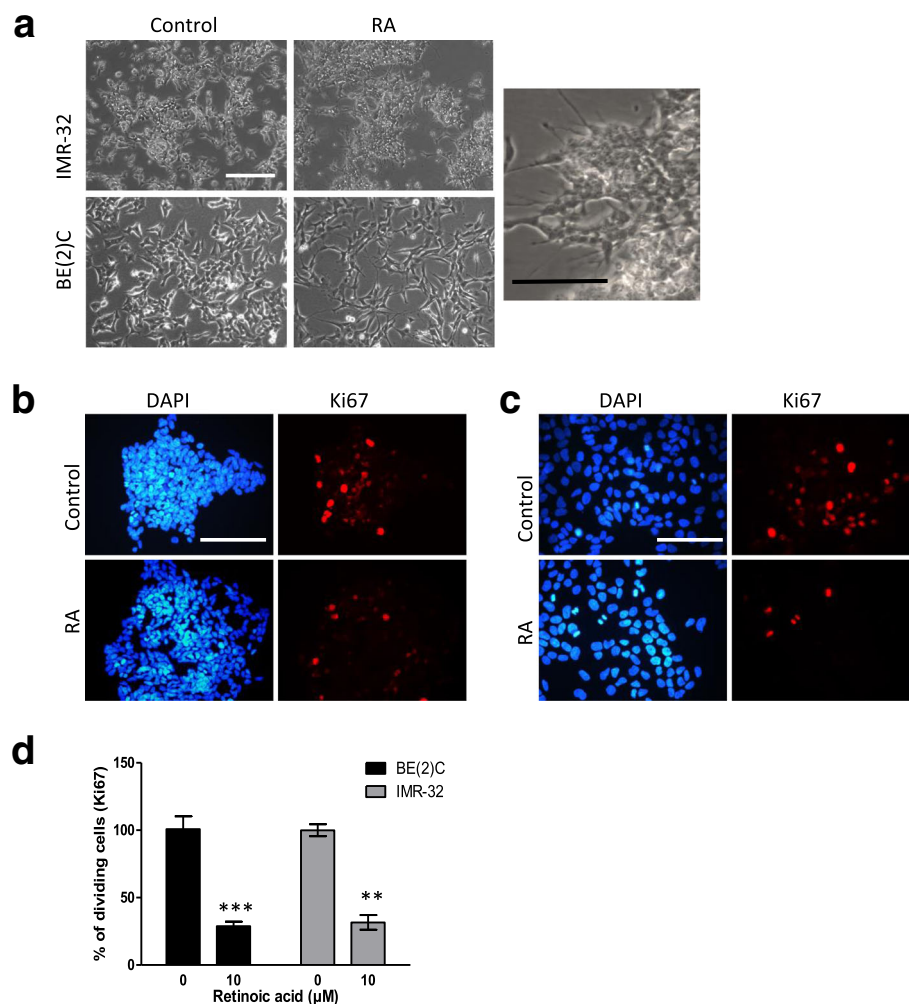 a
Control
RA
IMR-32
BE(2)C
b
DAPI
Ki67
Control
RA
c
DAPI
Ki67
Control
RA
d
% of dividing cells (Ki67)
150
100
50
0
BE(2)C
IMR-32
***
**
0 10 0 10
Retinoic acid (µM)